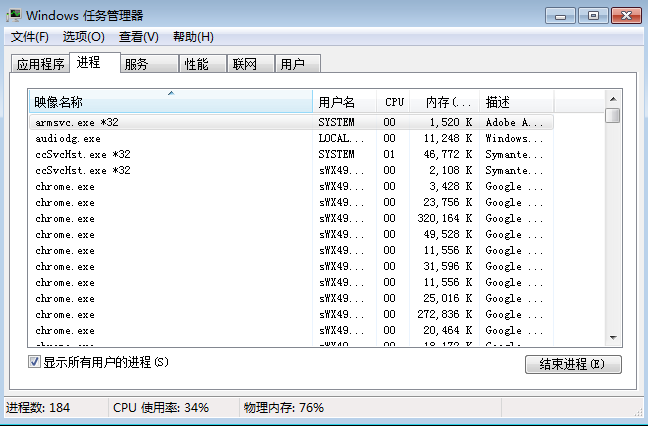 Windows 任务管理器
文件(F) 选项(O) 查看(V) 帮助(H)
应用程序 进程 服务 性能 联网 用户
映像名称 用户名 CPU 内存(... 描述
armsvc.exe *32 SYSTEM 00 1,520 K Adobe A...
audiodg.exe LOCAL... 00 11,248 K Windows...
ccSvcHst.exe *32 SYSTEM 01 46,772 K Symante...
ccSvcHst.exe *32 sWX49... 00 2,108 K Symante...
chrome.exe sWX49... 00 3,428 K Google ...
chrome.exe sWX49... 00 23,756 K Google ...
chrome.exe sWX49... 00 320,164 K Google ...
chrome.exe sWX49... 00 49,528 K Google ...
chrome.exe sWX49... 00 11,556 K Google ...
chrome.exe sWX49... 00 31,596 K Google ...
chrome.exe sWX49... 00 11,556 K Google ...
chrome.exe sWX49... 00 25,016 K Google ...
chrome.exe sWX49... 00 272,836 K Google ...
chrome.exe sWX49... 00 20,464 K Google ...
显示所有用户的进程(S) 结束进程(E)
进程数: 184 CPU 使用率: 34% 物理内存: 76%